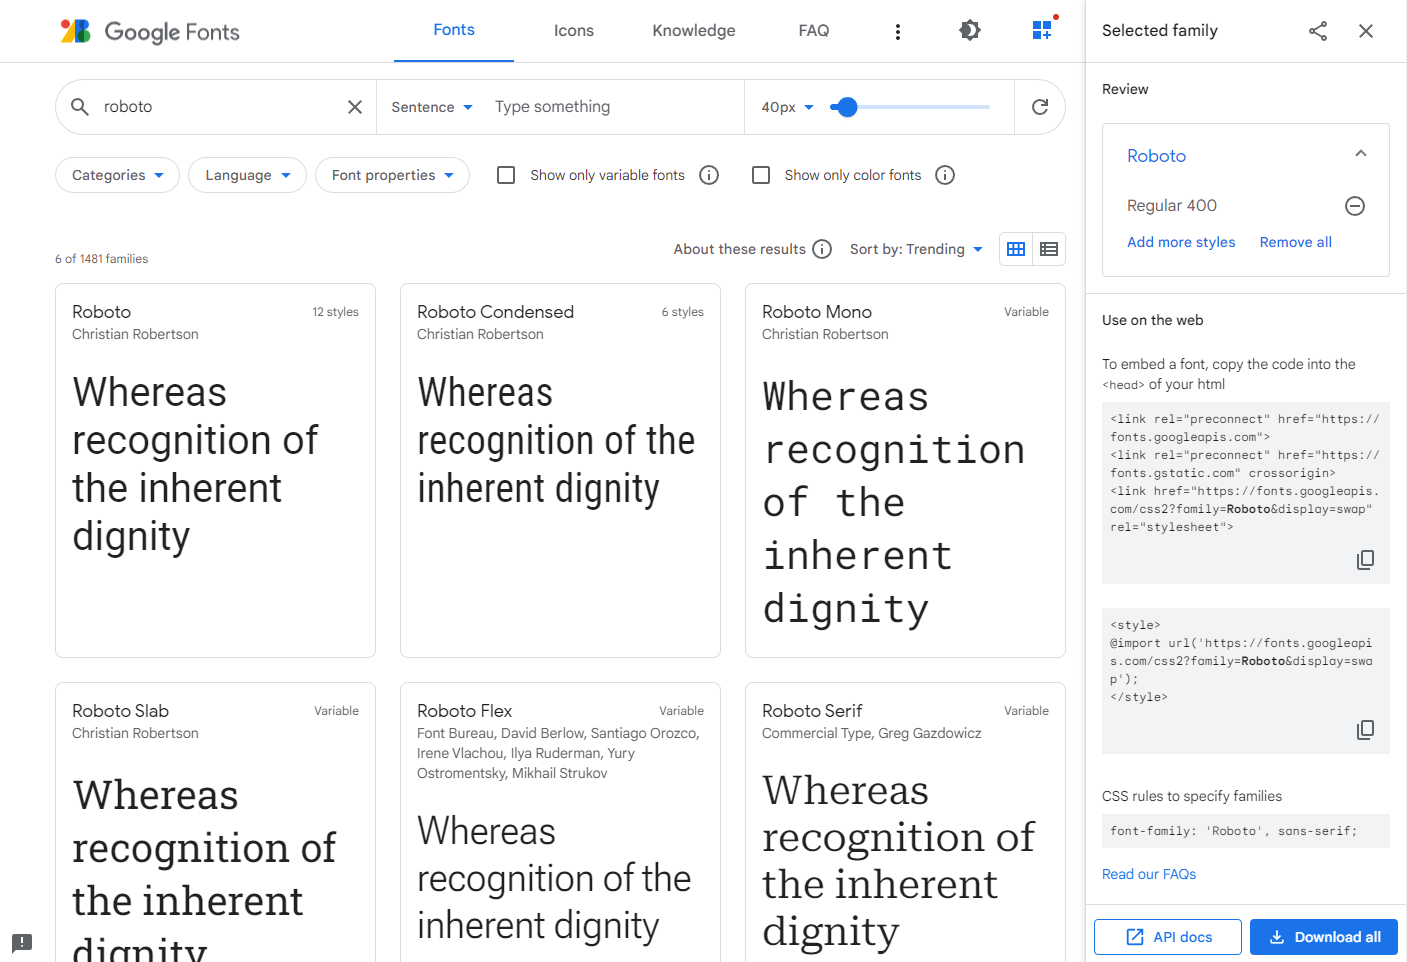 Google Fonts
Fonts
Icons
Knowledge
FAQ
roboto
Sentence
Type something
40px
Categories
Language
Font properties
Show only variable fonts
Show only color fonts
6 of 1481 families
About these results
Sort by: Trending
Roboto
12 styles
Christian Robertson
Whereas
recognition of
the inherent
dignity
Roboto Condensed
6 styles
Christian Robertson
Whereas
recognition of the
inherent dignity
Roboto Mono
Variable
Christian Robertson
Whereas
recognition
of the
inherent
dignity
Roboto Slab
Variable
Christian Robertson
Whereas
recognition of
the inherent
dignity
Roboto Flex
Variable
Font Bureau, David Berlow, Santiago Orozco,
Irene Vlachou, Ilya Ruderman, Yury
Ostromentsky, Mikhail Strukov
Whereas
recognition of the
inherent dignity
Roboto Serif
Variable
Commercial Type, Greg Gazdowicz
Whereas
recognition of
the inherent
dignity
Selected family
Review
Roboto
Regular 400
Add more styles
Remove all
Use on the web
To embed a font, copy the code into the
<head> of your html
<link rel="preconnect" href="https://
fonts.googleapis.com">
<link rel="preconnect" href="https://
fonts.gstatic.com" crossorigin>
<link href="https://fonts.googleapis.
com/css2?family=Roboto&display=swap"
rel="stylesheet">
<style>
@import url('https://fonts.googleapi
s.com/css2?family=Roboto&display=swa
p');
</style>
CSS rules to specify families
font-family: 'Roboto', sans-serif;
Read our FAQs
API docs
Download all